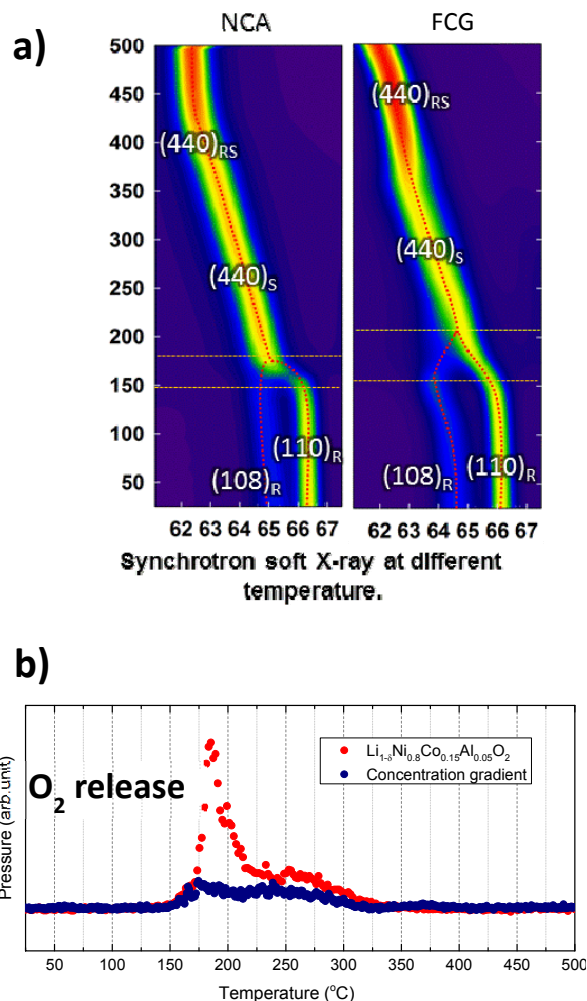 a)
NCA
FCG
500
450
400
350
300
250
200
150
100
50
(440)RS
(440)S
(108)R
(110)R
(440)RS
(440)S
(108)R
(110)R
62 63 64 65 66 67
62 63 64 65 66 67
Synchrotron soft X-ray at different
temperature.
b)
O2 release
Li1-δNi0.8Co0.15Al0.05O2
Concentration gradient
Pressure (arb.unit)
50 100 150 200 250 300 350 400 450 500
Temperature (°C)